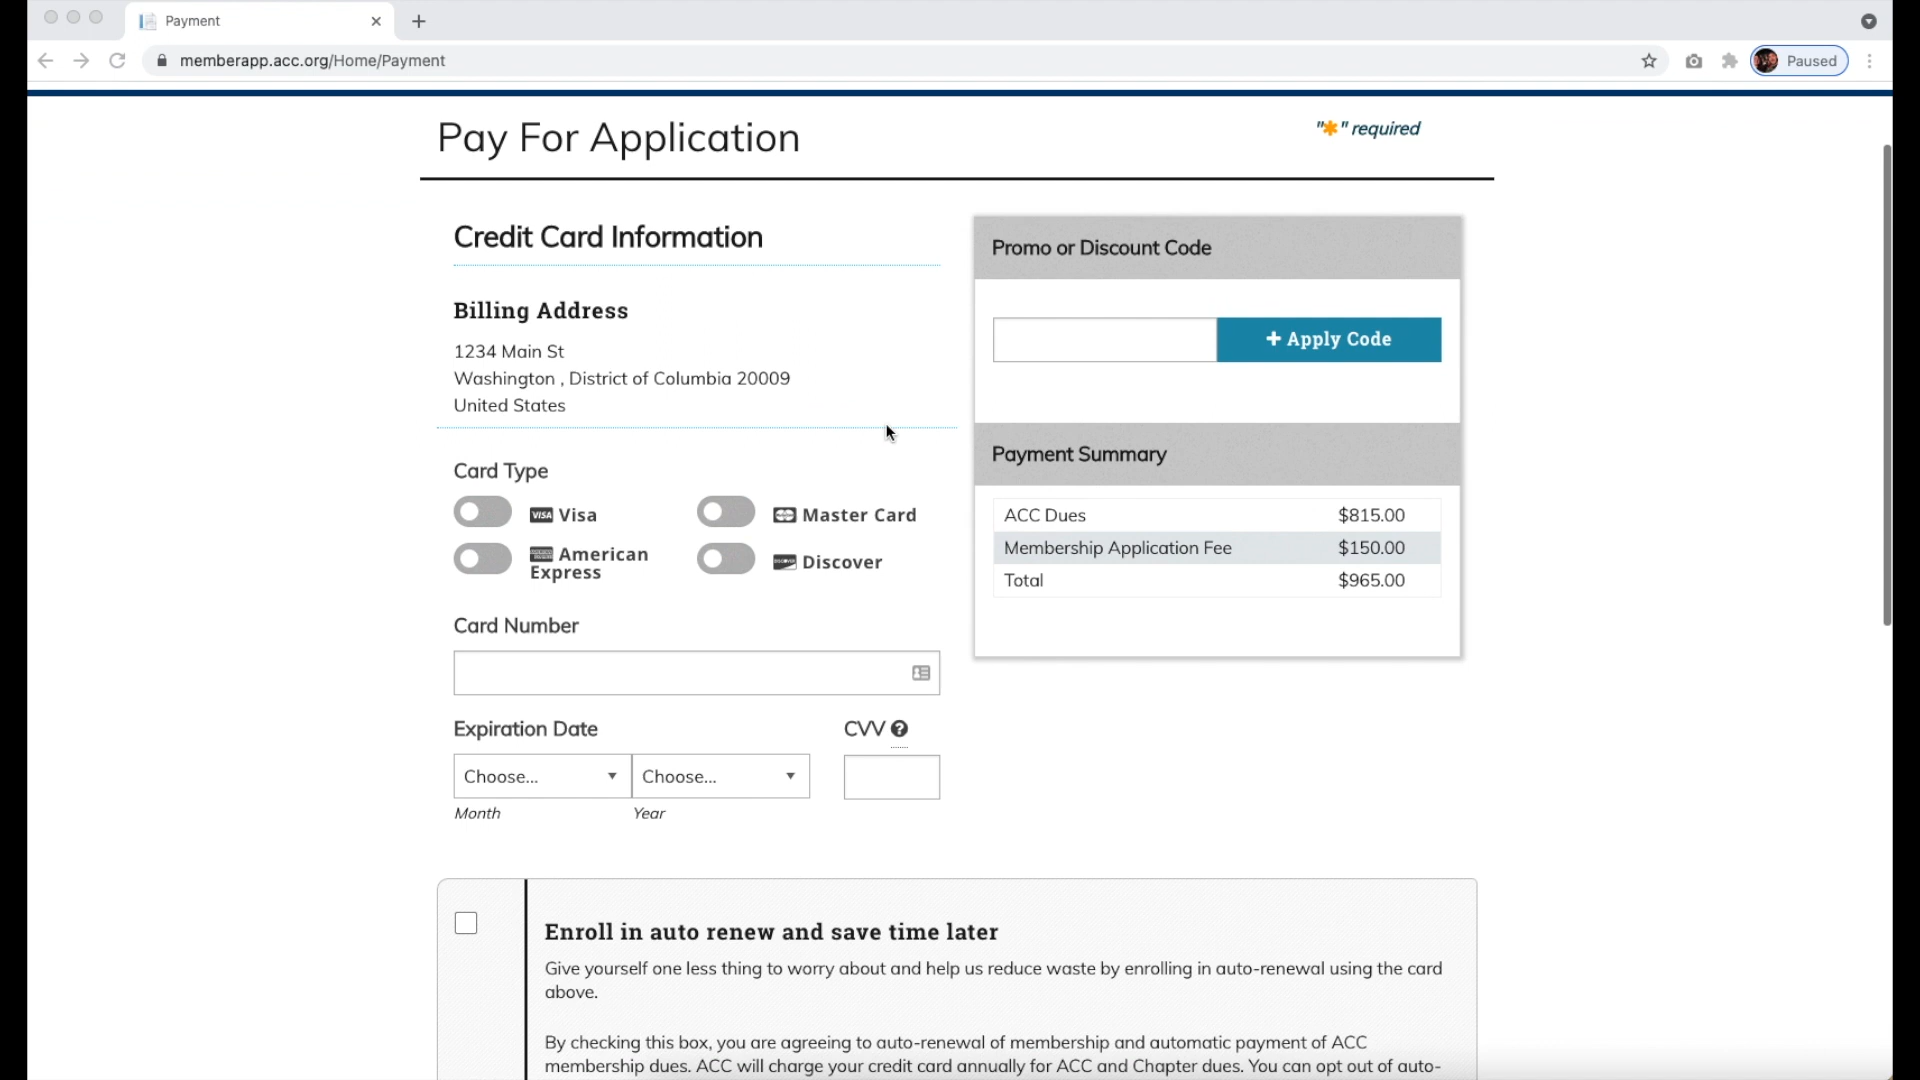 Payment
memberapp.acc.org/Home/Payment
Paused
Pay For Application
"✱" required
Credit Card Information
Billing Address
1234 Main St
Washington , District of Columbia 20009
United States
Card Type
VISA Visa
Master Card
American
Express
DISCOVER Discover
Card Number
Expiration Date
CVV ?
Choose...
Choose...
Month
Year
Promo or Discount Code
+ Apply Code
Payment Summary
ACC Dues $815.00
Membership Application Fee $150.00
Total $965.00
Enroll in auto renew and save time later
Give yourself one less thing to worry about and help us reduce waste by enrolling in auto-renewal using the card
above.
By checking this box, you are agreeing to auto-renewal of membership and automatic payment of ACC
membership dues. ACC will charge your credit card annually for ACC and Chapter dues. You can opt out of auto-